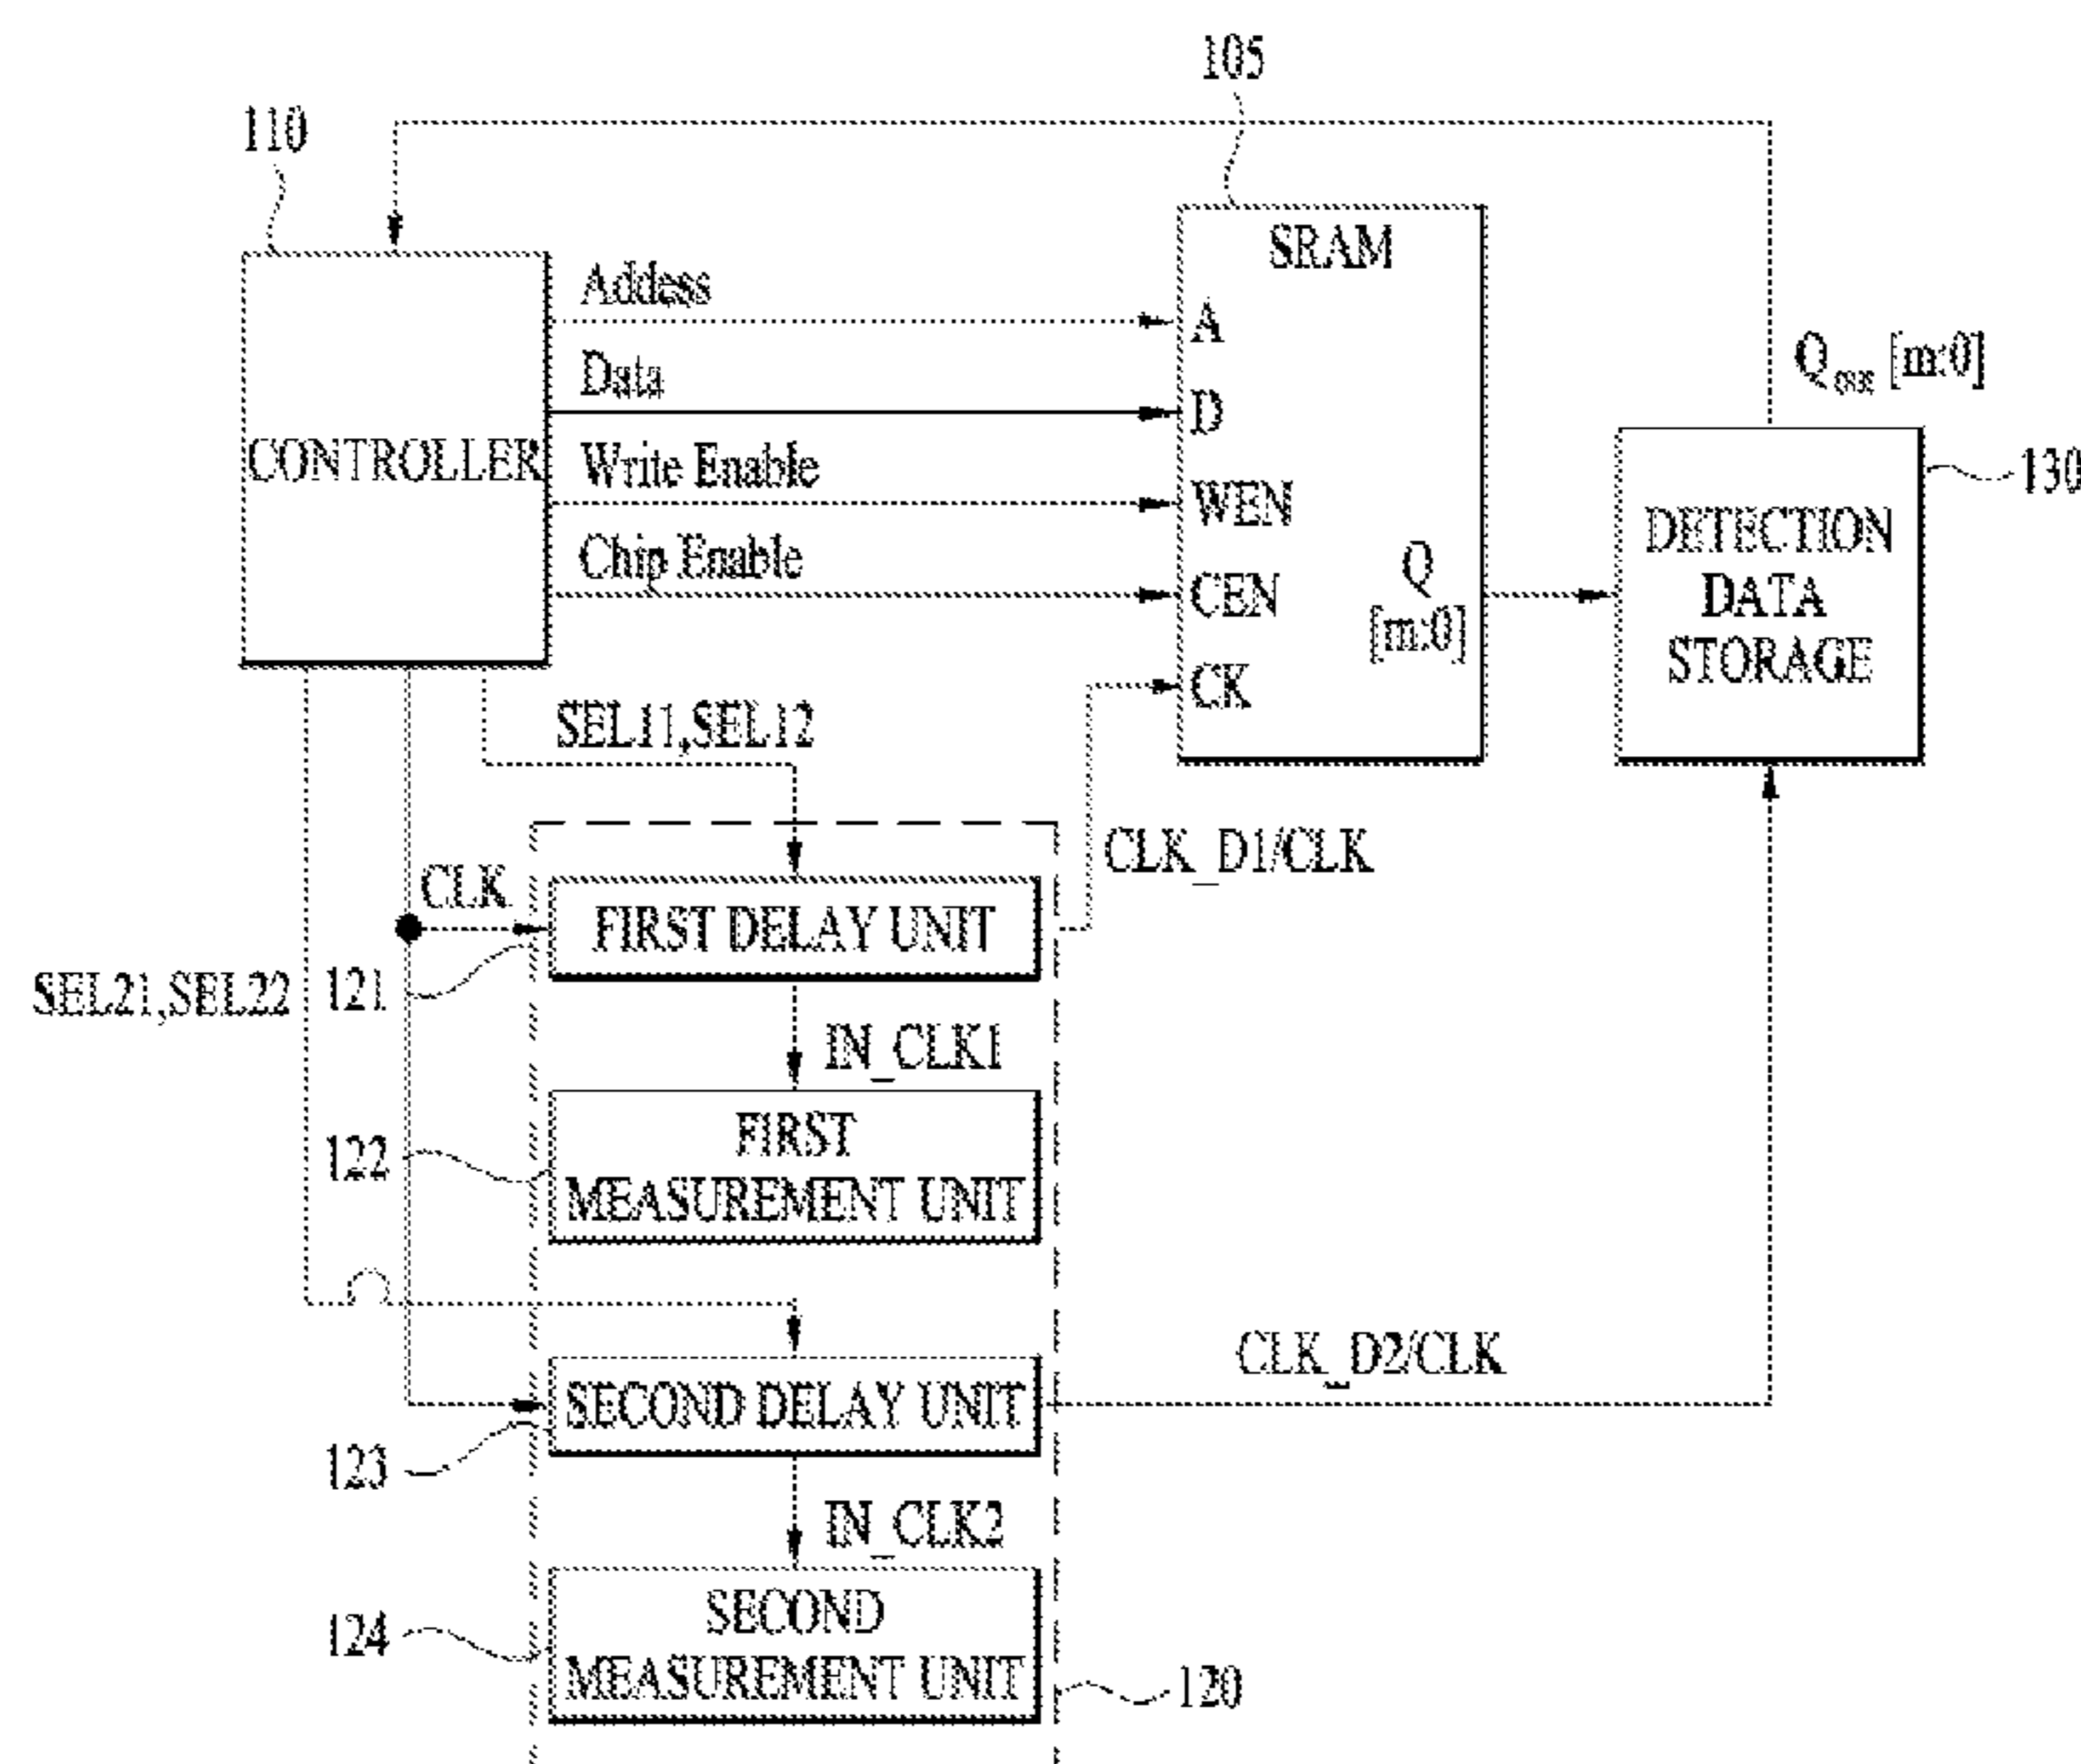 105
110
SRAM
Addess
A
Data
D
Q [m:0]
CONTROLLER
Write Enable
WEN
130
DETECTION
DATA
STORAGE
Chip Enable
CEN
Q
[m:0]
CK
SEL11,SEL12
CLK_D1/CLK
CLK
FIRST DELAY UNIT
SEL21,SEL22
121
IN_CLK1
FIRST
MEASUREMENT UNIT
122
CLK_D2/CLK
SECOND DELAY UNIT
123
IN_CLK2
SECOND
MEASUREMENT UNIT
124
120